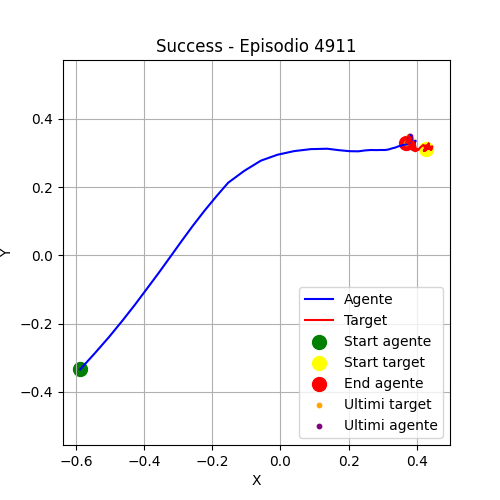 Success - Episodio 4911
0.4
0.2
0.0
−0.2
−0.4
Y
−0.6
−0.4
−0.2
0.0
0.2
0.4
X
Agente
Target
Start agente
Start target
End agente
Ultimi target
Ultimi agente